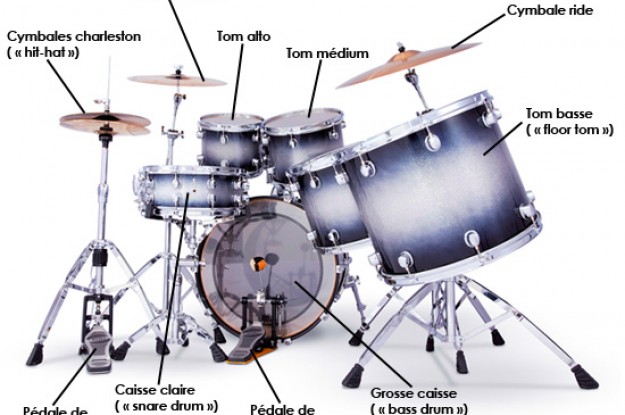 Cymbale ride
Cymbales charleston
(« hit-hat »)
Tom alto
Tom médium
Tom basse
(« floor tom »)
Caisse claire
(« snare drum »)
Grosse caisse
(« bass drum »)
Pédale de
Pédale de